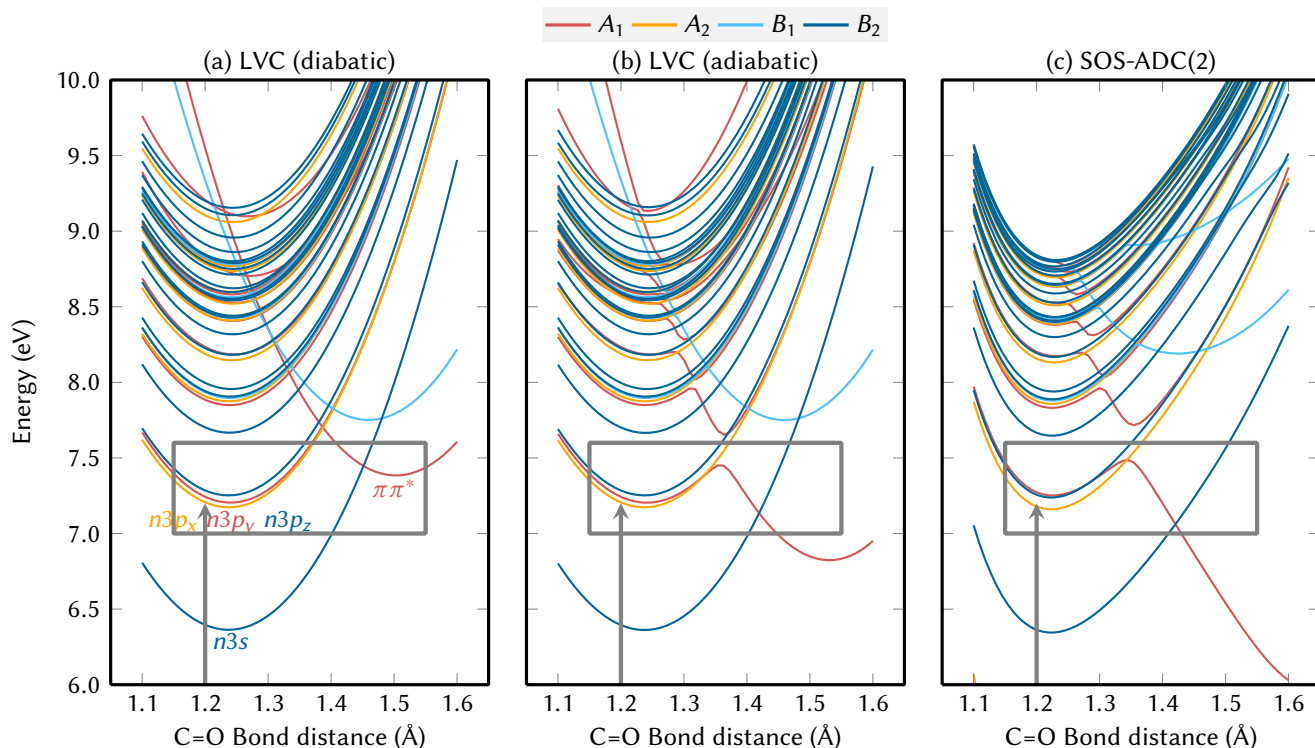 A₁ A₂ B₁ B₂
(a) LVC (diabatic) (b) LVC (adiabatic) (c) SOS-ADC(2)
Energy (eV)
10.0
9.5
9.0
8.5
8.0
7.5
7.0
6.5
6.0
ππ*
n3pₓ n3pᵧ n3p_z
n3s
1.1 1.2 1.3 1.4 1.5 1.6 1.1 1.2 1.3 1.4 1.5 1.6 1.1 1.2 1.3 1.4 1.5 1.6
C=O Bond distance (Å) C=O Bond distance (Å) C=O Bond distance (Å)